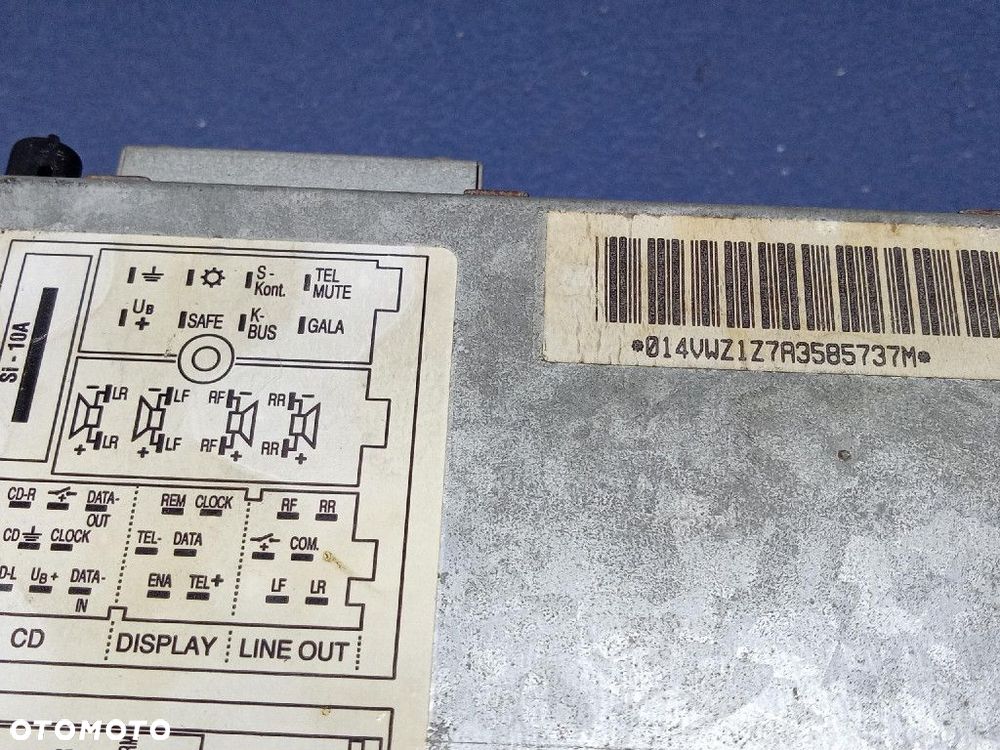 S-
Kont.
TEL
MUTE
UB
+
SAFE
K-
BUS
GALA
Si - 10A
- LR
- LF
RF -
RR -
+ LR
+ LF
RF +
RR +
CD-R
DATA-
OUT
REM CLOCK
RF RR
CD
CLOCK
TEL- DATA
COM.
D-L
UB +
DATA-
IN
ENA TEL+
LF LR
CD
DISPLAY
LINE OUT
*014VWZ1Z7A3585737M*
OTOMOTO